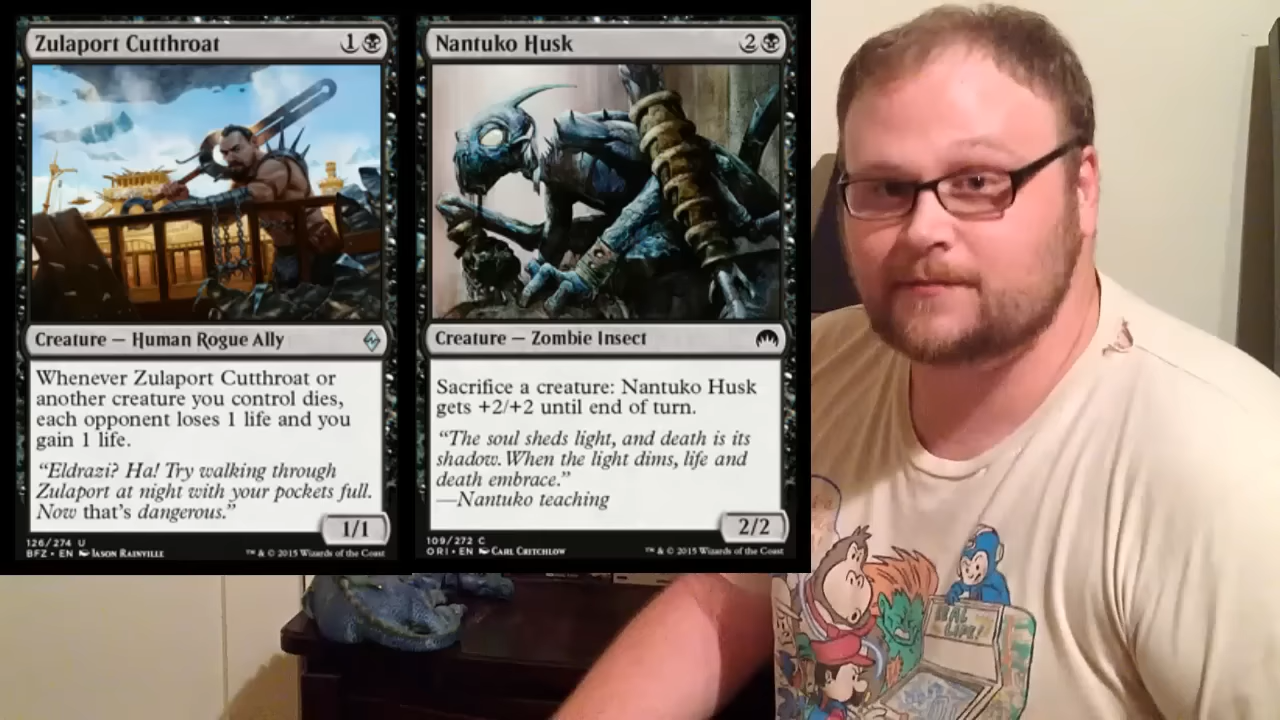 Zulaport Cutthroat 1
Creature — Human Rogue Ally
Whenever Zulaport Cutthroat or
another creature you control dies,
each opponent loses 1 life and you
gain 1 life.
“Eldrazi? Ha! Try walking through
Zulaport at night with your pockets full.
Now that’s dangerous.”
1/1
126/274 U
BFZ • EN Jason Rainville
™ & © 2015 Wizards of the Coast
Nantuko Husk 2
Creature — Zombie Insect
Sacrifice a creature: Nantuko Husk
gets +2/+2 until end of turn.
“The soul sheds light, and death is its
shadow. When the light dims, life and
death embrace.”
—Nantuko teaching
2/2
109/272 C
ORI • EN Carl Critchlow
™ & © 2015 Wizards of the Coast
REAL
LIFE!